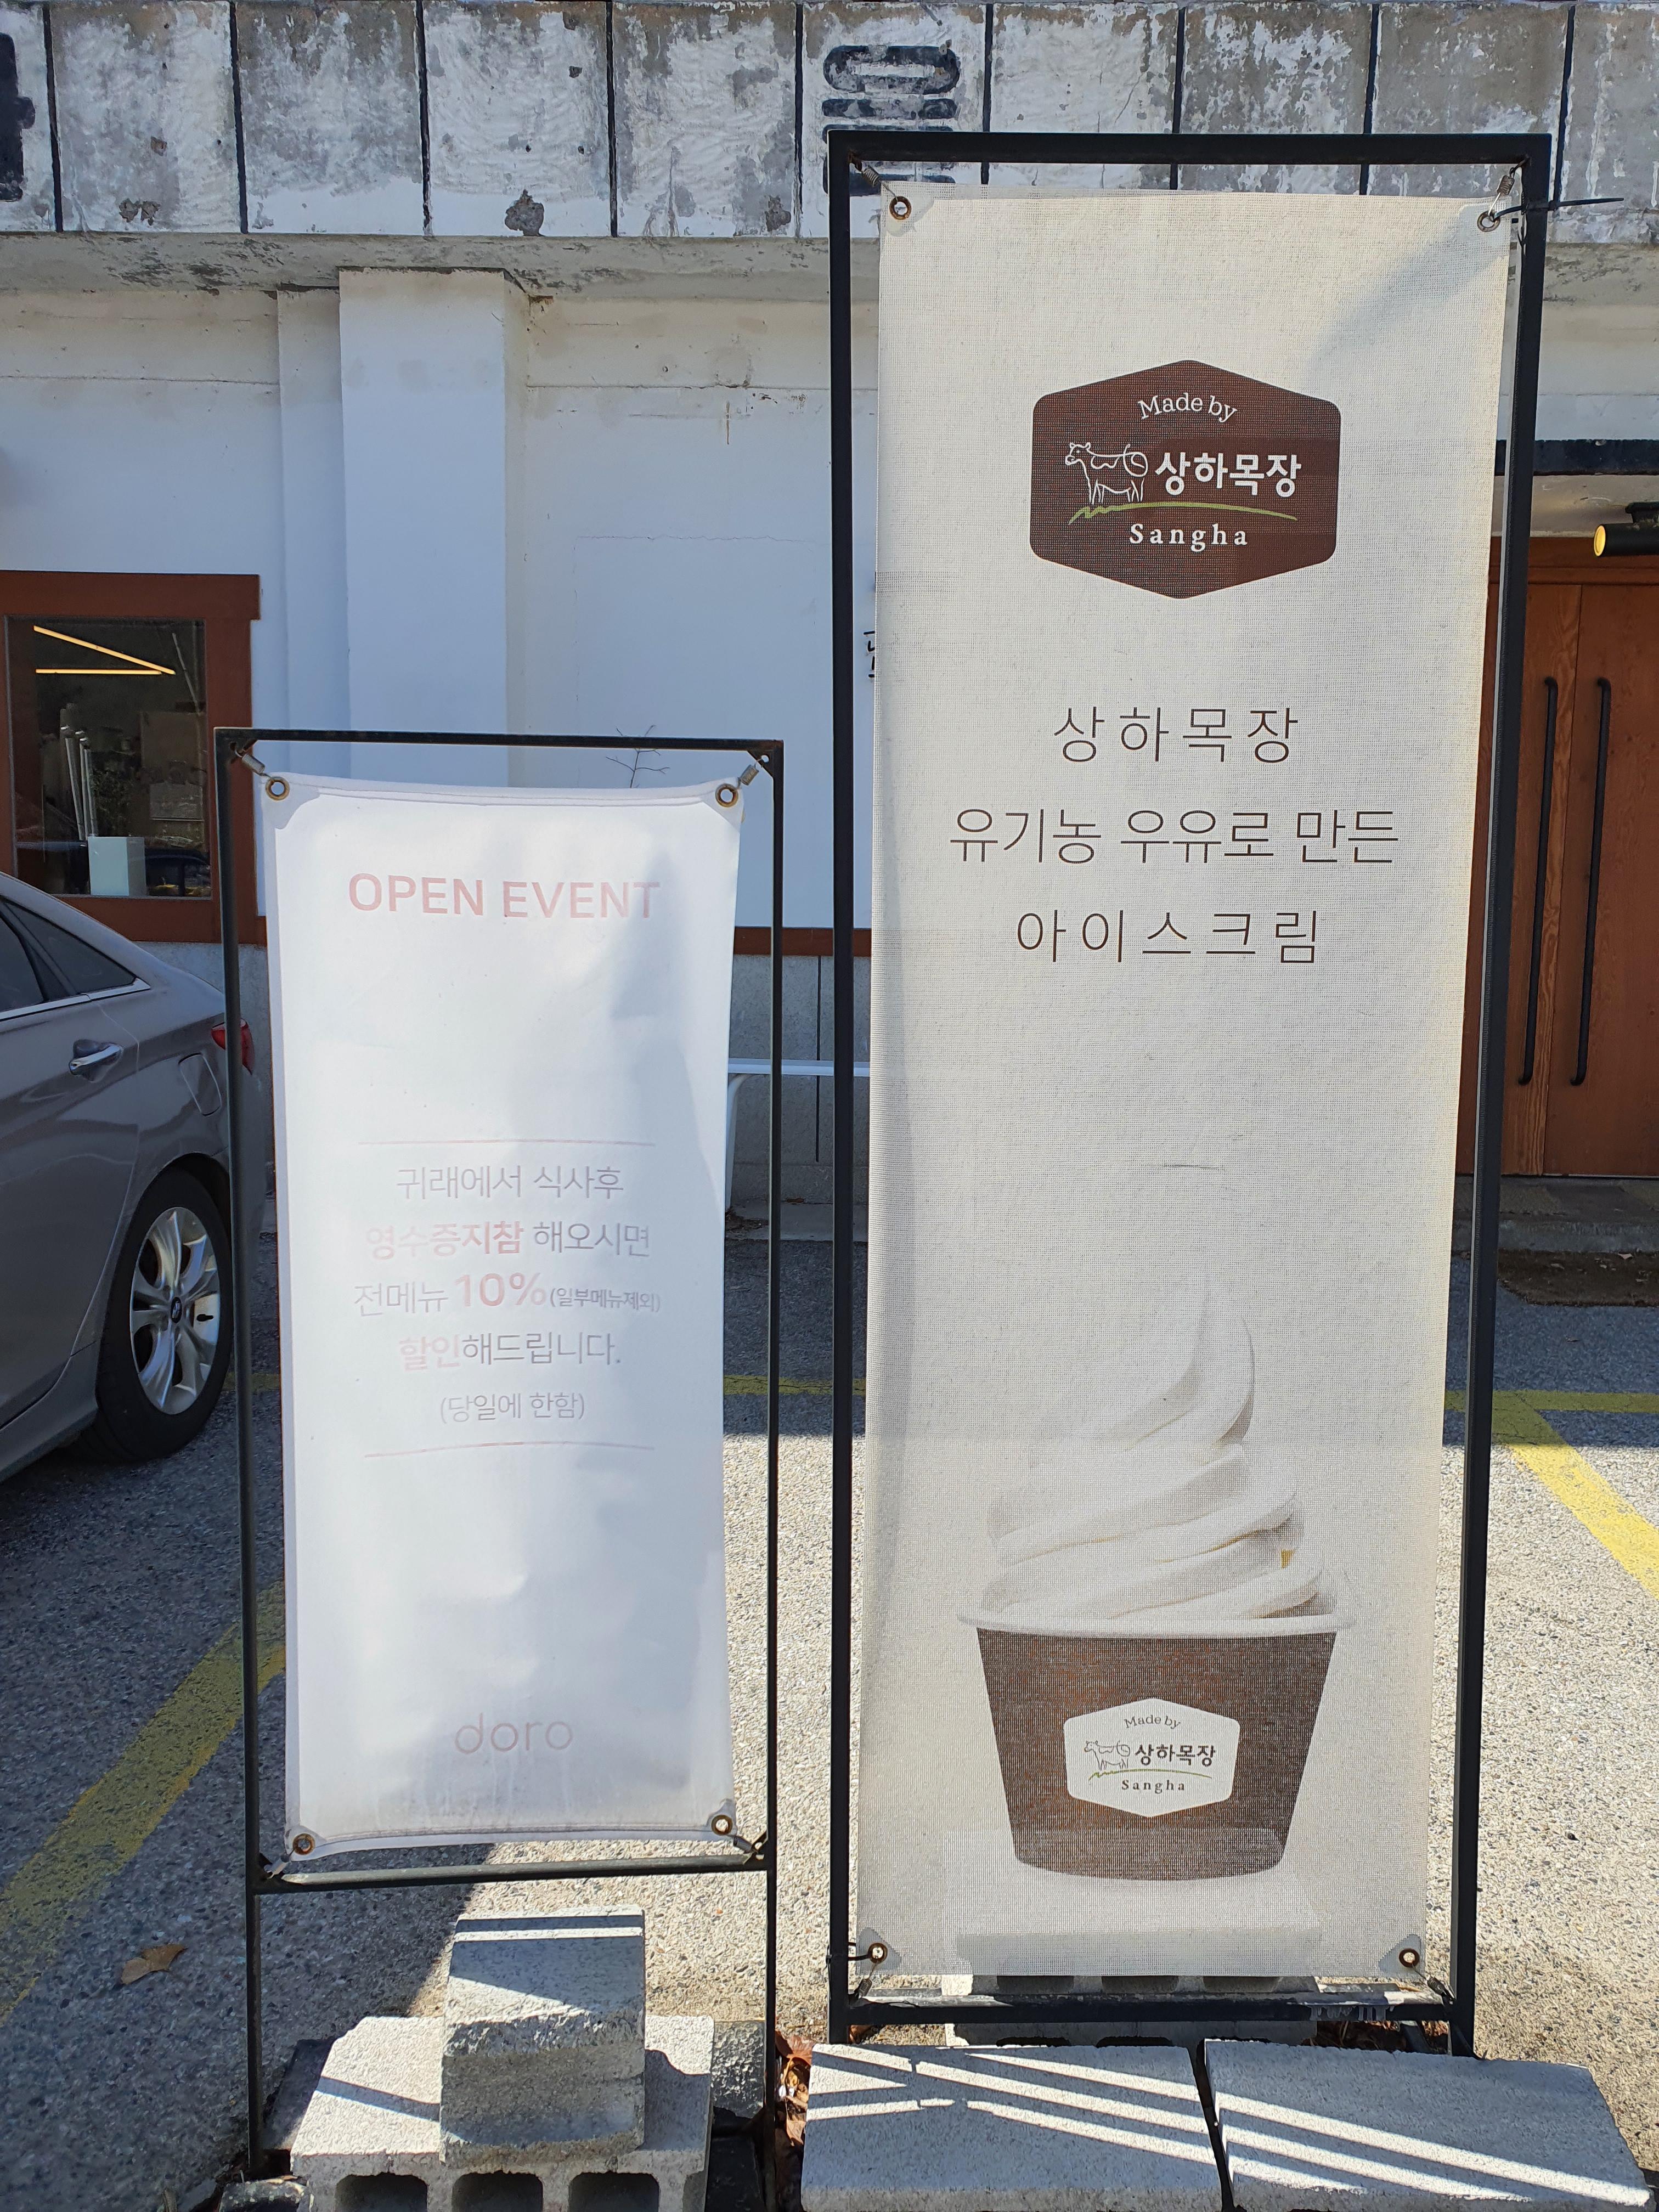 OPEN EVENT
귀래에서 식사후
영수증지참 해오시면
전메뉴 10%(일부메뉴제외)
할인해드립니다.
(당일에 한함)
doro
Made by
상하목장
Sangha
상하목장
유기농 우유로 만든
아이스크림
Made by
상하목장
Sangha